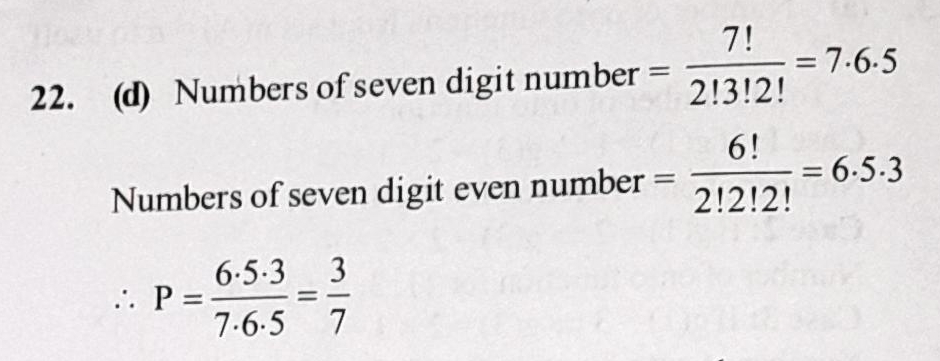 22. (d) Numbers of seven digit number = 7!/2!3!2! = 7·6·5
Numbers of seven digit even number = 6!/2!2!2! = 6·5·3
∴ P = 6·5·3/7·6·5 = 3/7